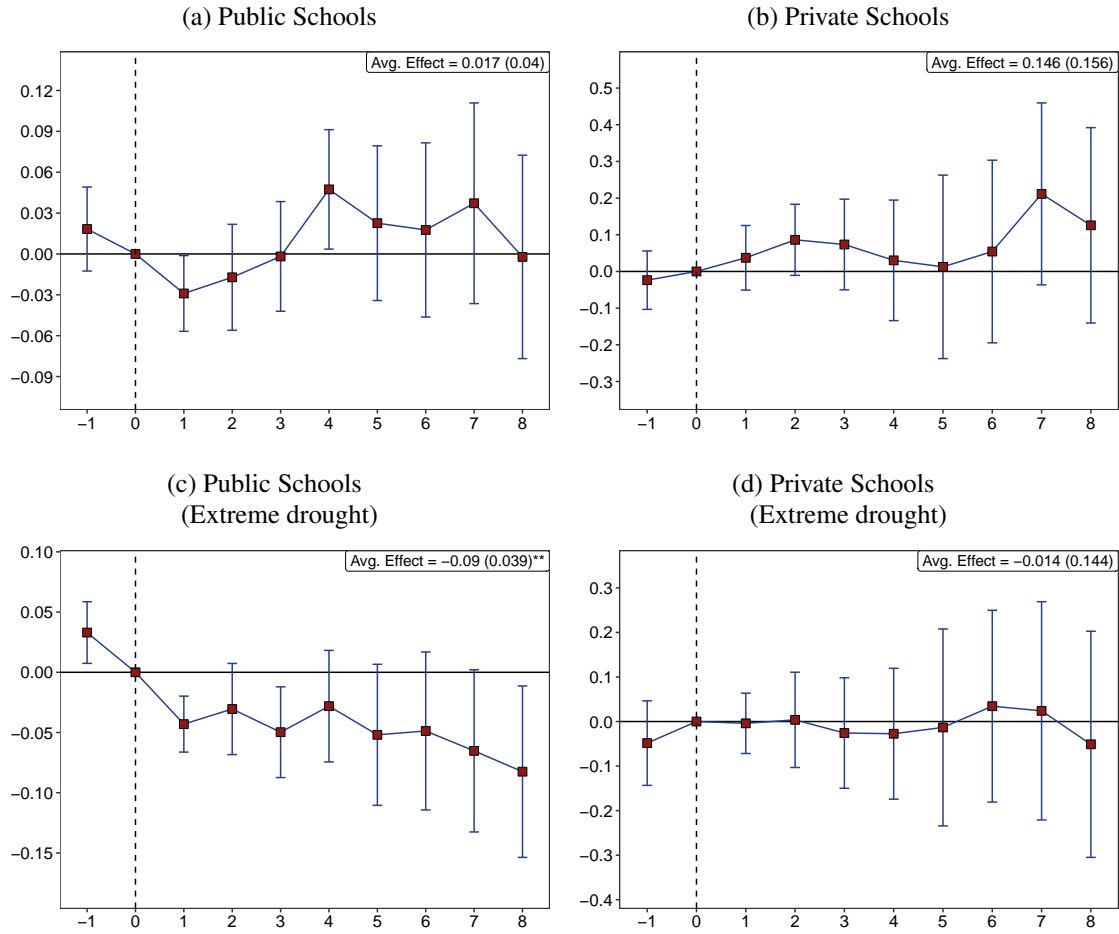 (a) Public Schools
Avg. Effect = 0.017 (0.04)
0.12
0.09
0.06
0.03
0.00
−0.03
−0.06
−0.09
−1 0 1 2 3 4 5 6 7 8
(b) Private Schools
Avg. Effect = 0.146 (0.156)
0.5
0.4
0.3
0.2
0.1
0.0
−0.1
−0.2
−0.3
−1 0 1 2 3 4 5 6 7 8
(c) Public Schools
(Extreme drought)
Avg. Effect = −0.09 (0.039)**
0.10
0.05
0.00
−0.05
−0.10
−0.15
−1 0 1 2 3 4 5 6 7 8
(d) Private Schools
(Extreme drought)
Avg. Effect = −0.014 (0.144)
0.3
0.2
0.1
0.0
−0.1
−0.2
−0.3
−0.4
−1 0 1 2 3 4 5 6 7 8